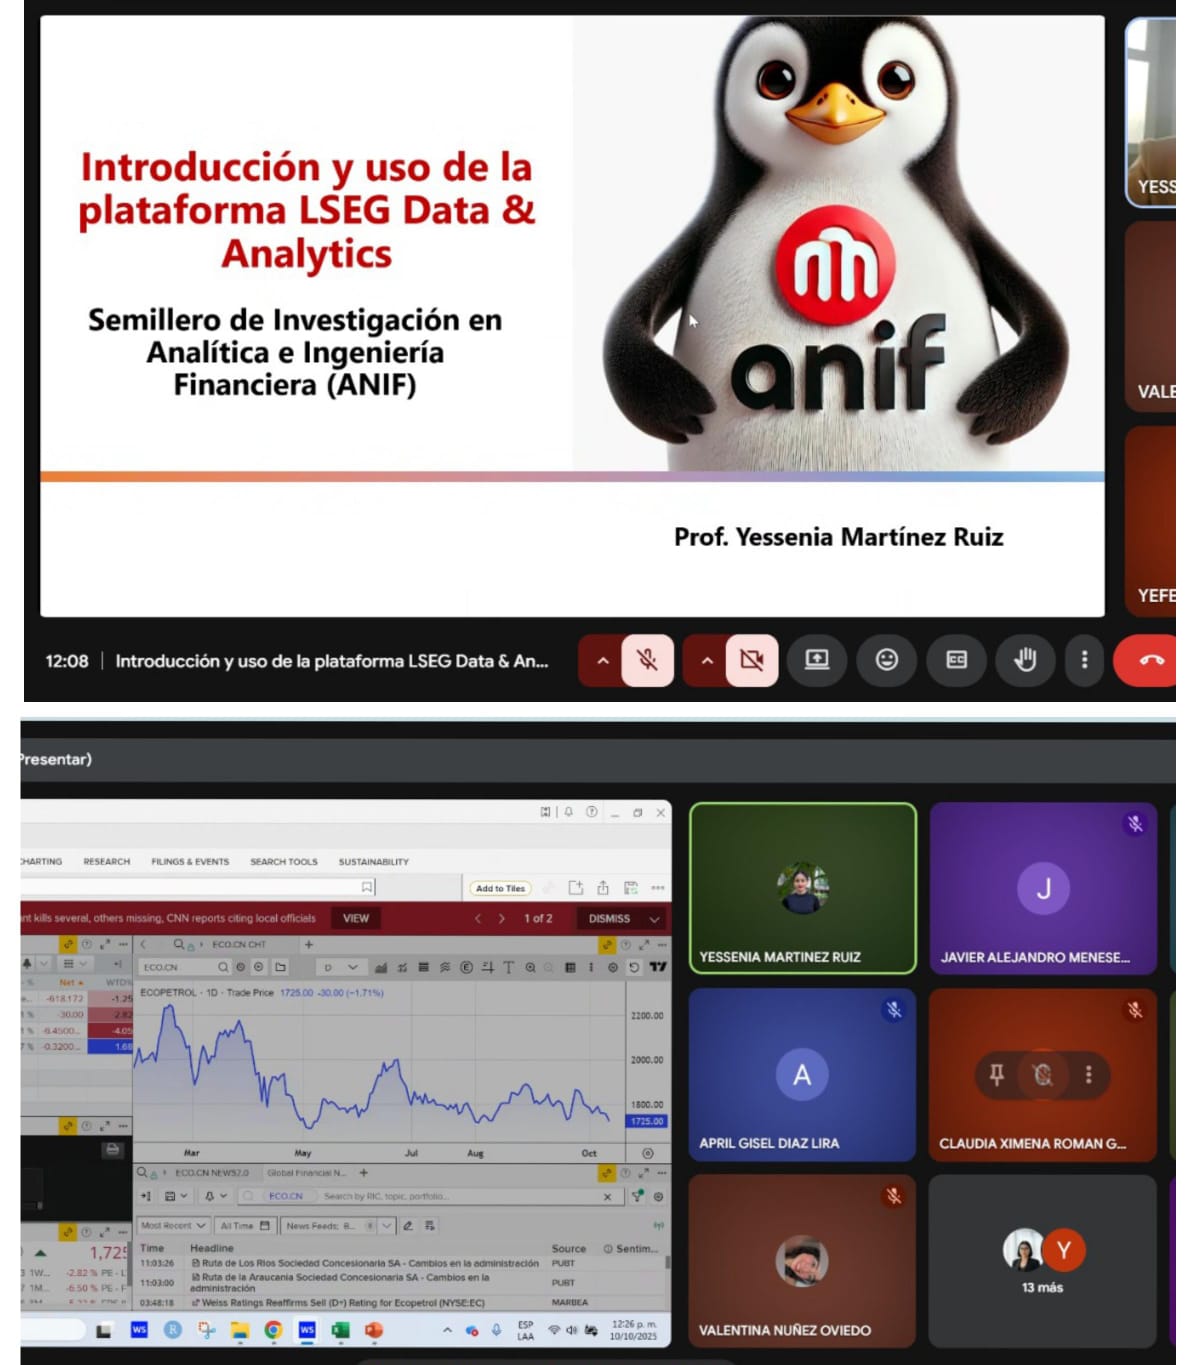 Introducción y uso de la
plataforma LSEG Data &
Analytics
Semillero de Investigación en
Analítica e Ingeniería
Financiera (ANIF)
anif
Prof. Yessenia Martínez Ruiz
YESS
VALE
YEFE
12:08 | Introducción y uso de la plataforma LSEG Data & An...
CC
Presentar)
CHARTING RESEARCH FILINGS & EVENTS SEARCH TOOLS SUSTAINABILITY
Add to Tiles
nt kills several, others missing, CNN reports citing local officials VIEW 1 of 2 DISMISS
ECO.CN CHT
ECO.CN D
% Net WTD%
-618.172 -1.25
-30.00 2.82
-6.4500... -4.05
-0.3200... 1.68
ECOPETROL · 1D · Trade Price 1725.00 -30.00 (-1.71%)
2200.00
2000.00
1800.00
1725.00
Mar May Jul Aug Oct
ECO.CN NEWS2.0 Global Financial N...
ECO.CN Search by RIC, topic, portfolio...
Most Recent All Time News Feeds: 8...
Time Headline Source Sentim...
11:03:26 Ruta de Los Rios Sociedad Concesionaria SA - Cambios en la administración PUBT
11:03:00 Ruta de la Araucania Sociedad Concesionaria SA - Cambios en la
administración PUBT
03:48:18 Weiss Ratings Reaffirms Sell (D+) Rating for Ecopetrol (NYSE:EC) MARBEA
1,725
1W... -2.82 % PE - L
1M... -6.50 % PE - F
WS R WS
ESP
LAA
12:26 p. m.
10/10/2025
YESSENIA MARTINEZ RUIZ
J
JAVIER ALEJANDRO MENESE...
A
APRIL GISEL DIAZ LIRA
CLAUDIA XIMENA ROMAN G...
VALENTINA NUÑEZ OVIEDO
Y
13 más